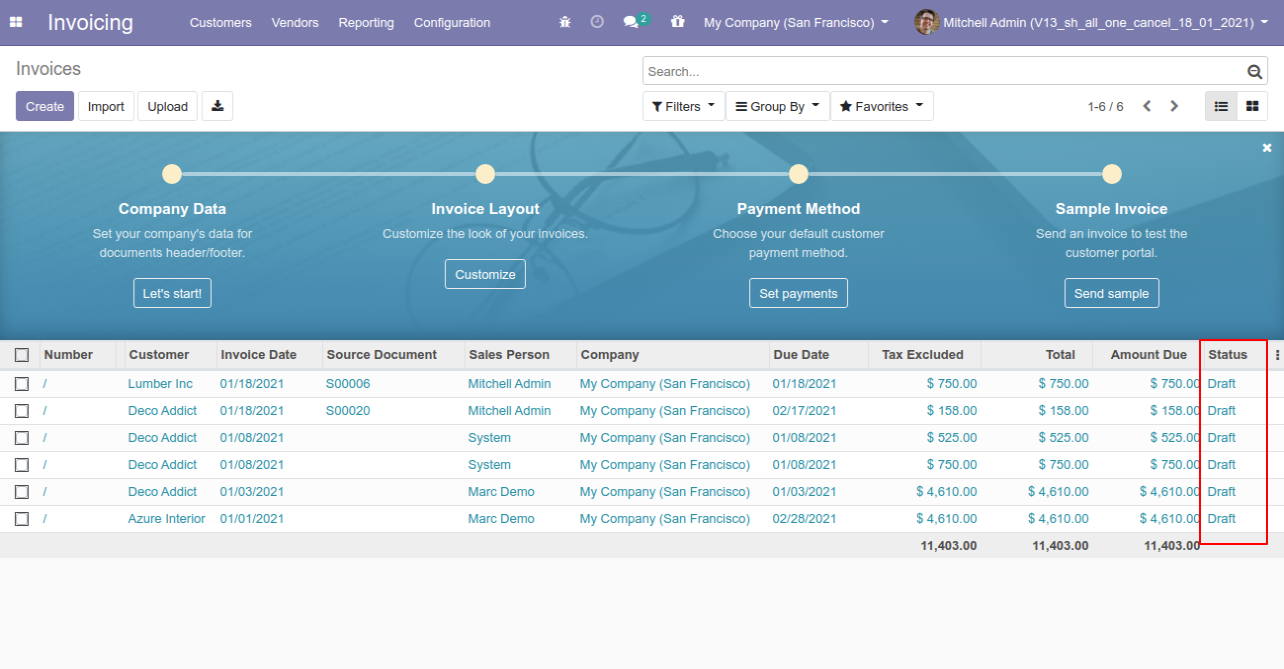 Invoicing Customers Vendors Reporting Configuration 2 My Company (San Francisco) Mitchell Admin (V13_sh_all_one_cancel_18_01_2021)
Invoices
Search...
Create Import Upload Filters Group By Favorites 1-6 / 6
Company Data Invoice Layout Payment Method Sample Invoice
Set your company's data for Customize the look of your invoices. Choose your default customer Send an invoice to test the
documents header/footer. payment method. customer portal.
Customize
Let's start! Set payments Send sample
Number Customer Invoice Date Source Document Sales Person Company Due Date Tax Excluded Total Amount Due Status
/ Lumber Inc 01/18/2021 S00006 Mitchell Admin My Company (San Francisco) 01/18/2021 $ 750.00 $ 750.00 $ 750.00 Draft
/ Deco Addict 01/18/2021 S00020 Mitchell Admin My Company (San Francisco) 02/17/2021 $ 158.00 $ 158.00 $ 158.00 Draft
/ Deco Addict 01/08/2021 System My Company (San Francisco) 01/08/2021 $ 525.00 $ 525.00 $ 525.00 Draft
/ Deco Addict 01/08/2021 System My Company (San Francisco) 01/08/2021 $ 750.00 $ 750.00 $ 750.00 Draft
/ Deco Addict 01/03/2021 Marc Demo My Company (San Francisco) 01/03/2021 $ 4,610.00 $ 4,610.00 $ 4,610.00 Draft
/ Azure Interior 01/01/2021 Marc Demo My Company (San Francisco) 02/28/2021 $ 4,610.00 $ 4,610.00 $ 4,610.00 Draft
11,403.00 11,403.00 11,403.00